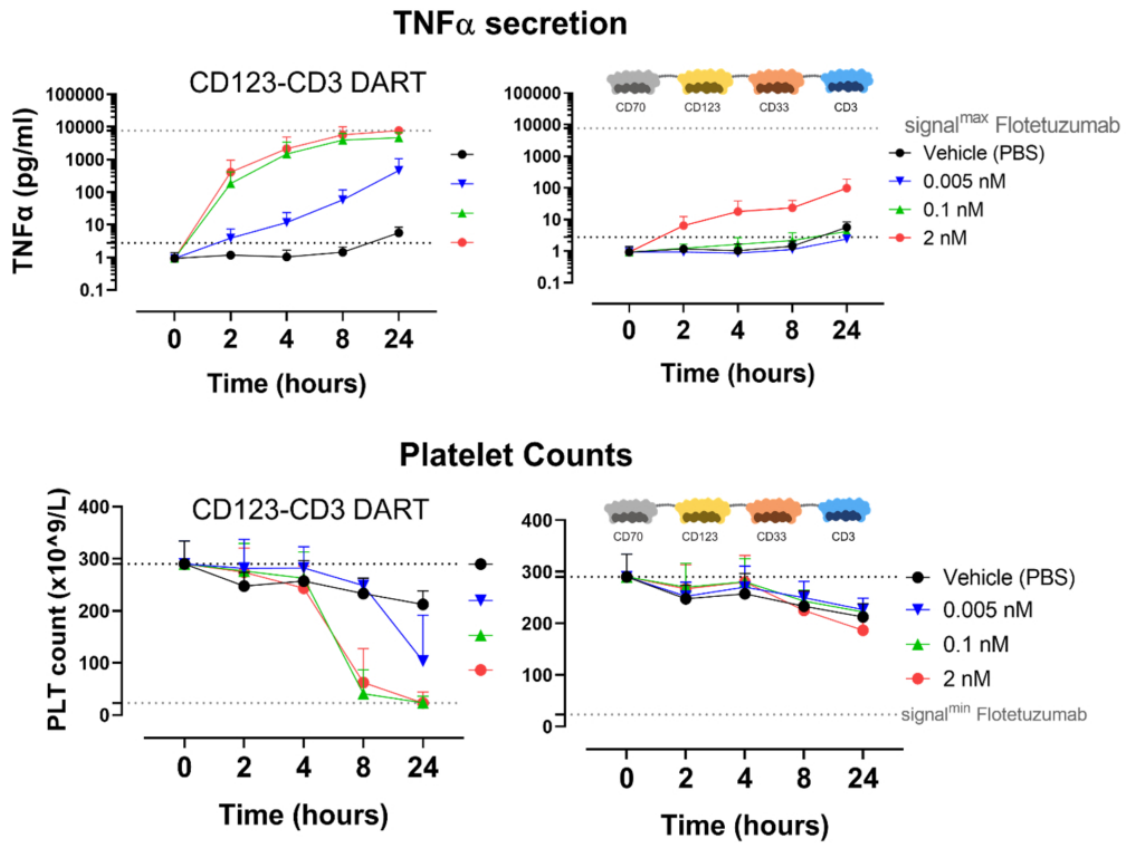 TNFα secretion
CD123-CD3 DART
TNFα (pg/ml)
100000
10000
1000
100
10
1
0.1
0 2 4 8 24
Time (hours)
CD70 CD123 CD33 CD3
100000
10000
1000
100
10
1
0.1
0 2 4 8 24
Time (hours)
signal^max Flotetuzumab
Vehicle (PBS)
0.005 nM
0.1 nM
2 nM
Platelet Counts
CD123-CD3 DART
PLT count (x10^9/L)
400
300
200
100
0
0 2 4 8 24
Time (hours)
CD70 CD123 CD33 CD3
400
300
200
100
0
0 2 4 8 24
Time (hours)
Vehicle (PBS)
0.005 nM
0.1 nM
2 nM
signal^min Flotetuzumab